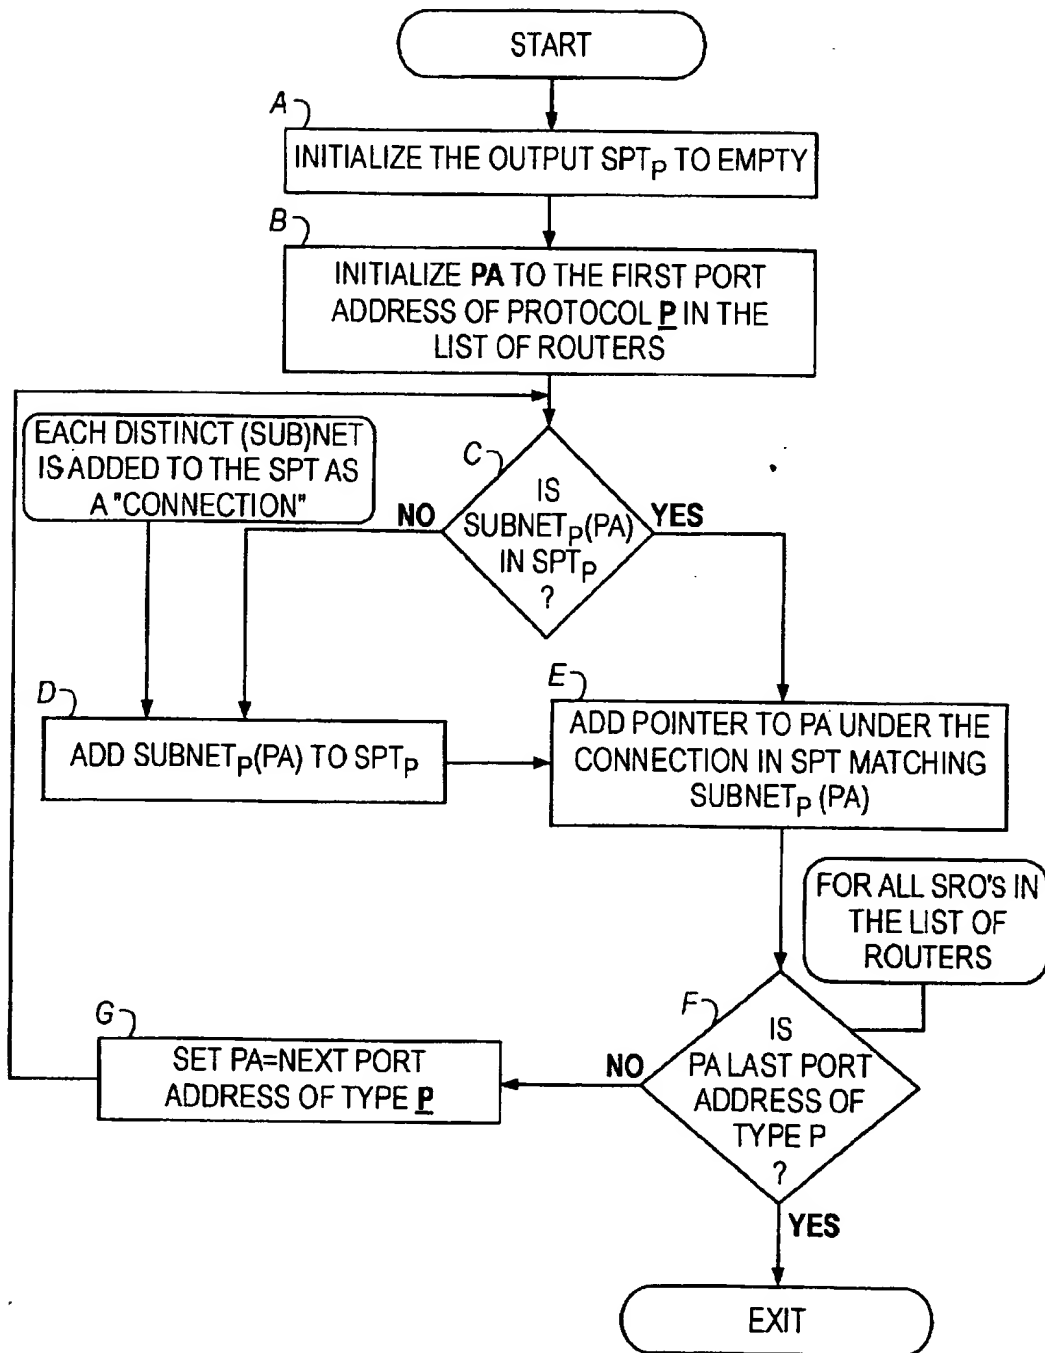 START
A
INITIALIZE THE OUTPUT SPTP TO EMPTY
B
INITIALIZE PA TO THE FIRST PORT
ADDRESS OF PROTOCOL P IN THE
LIST OF ROUTERS
EACH DISTINCT (SUB)NET
IS ADDED TO THE SPT AS
A "CONNECTION"
C
IS
SUBNETP(PA)
IN SPTP
?
NO
YES
D
ADD SUBNETP(PA) TO SPTP
E
ADD POINTER TO PA UNDER THE
CONNECTION IN SPT MATCHING
SUBNETP (PA)
FOR ALL SRO'S IN
THE LIST OF
ROUTERS
F
IS
PA LAST PORT
ADDRESS OF
TYPE P
?
NO
YES
G
SET PA=NEXT PORT
ADDRESS OF TYPE P
EXIT